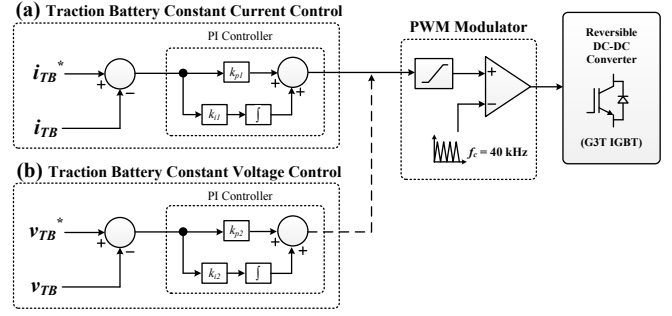 (a) Traction Battery Constant Current Control
PI Controller
i_TB*
+
−
k_p1
+
+
k_i1
∫
i_TB
PWM Modulator
+
−
f_c = 40 kHz
Reversible
DC-DC
Converter
(G3T IGBT)
(b) Traction Battery Constant Voltage Control
PI Controller
v_TB*
+
−
k_p2
+
+
k_i2
∫
v_TB